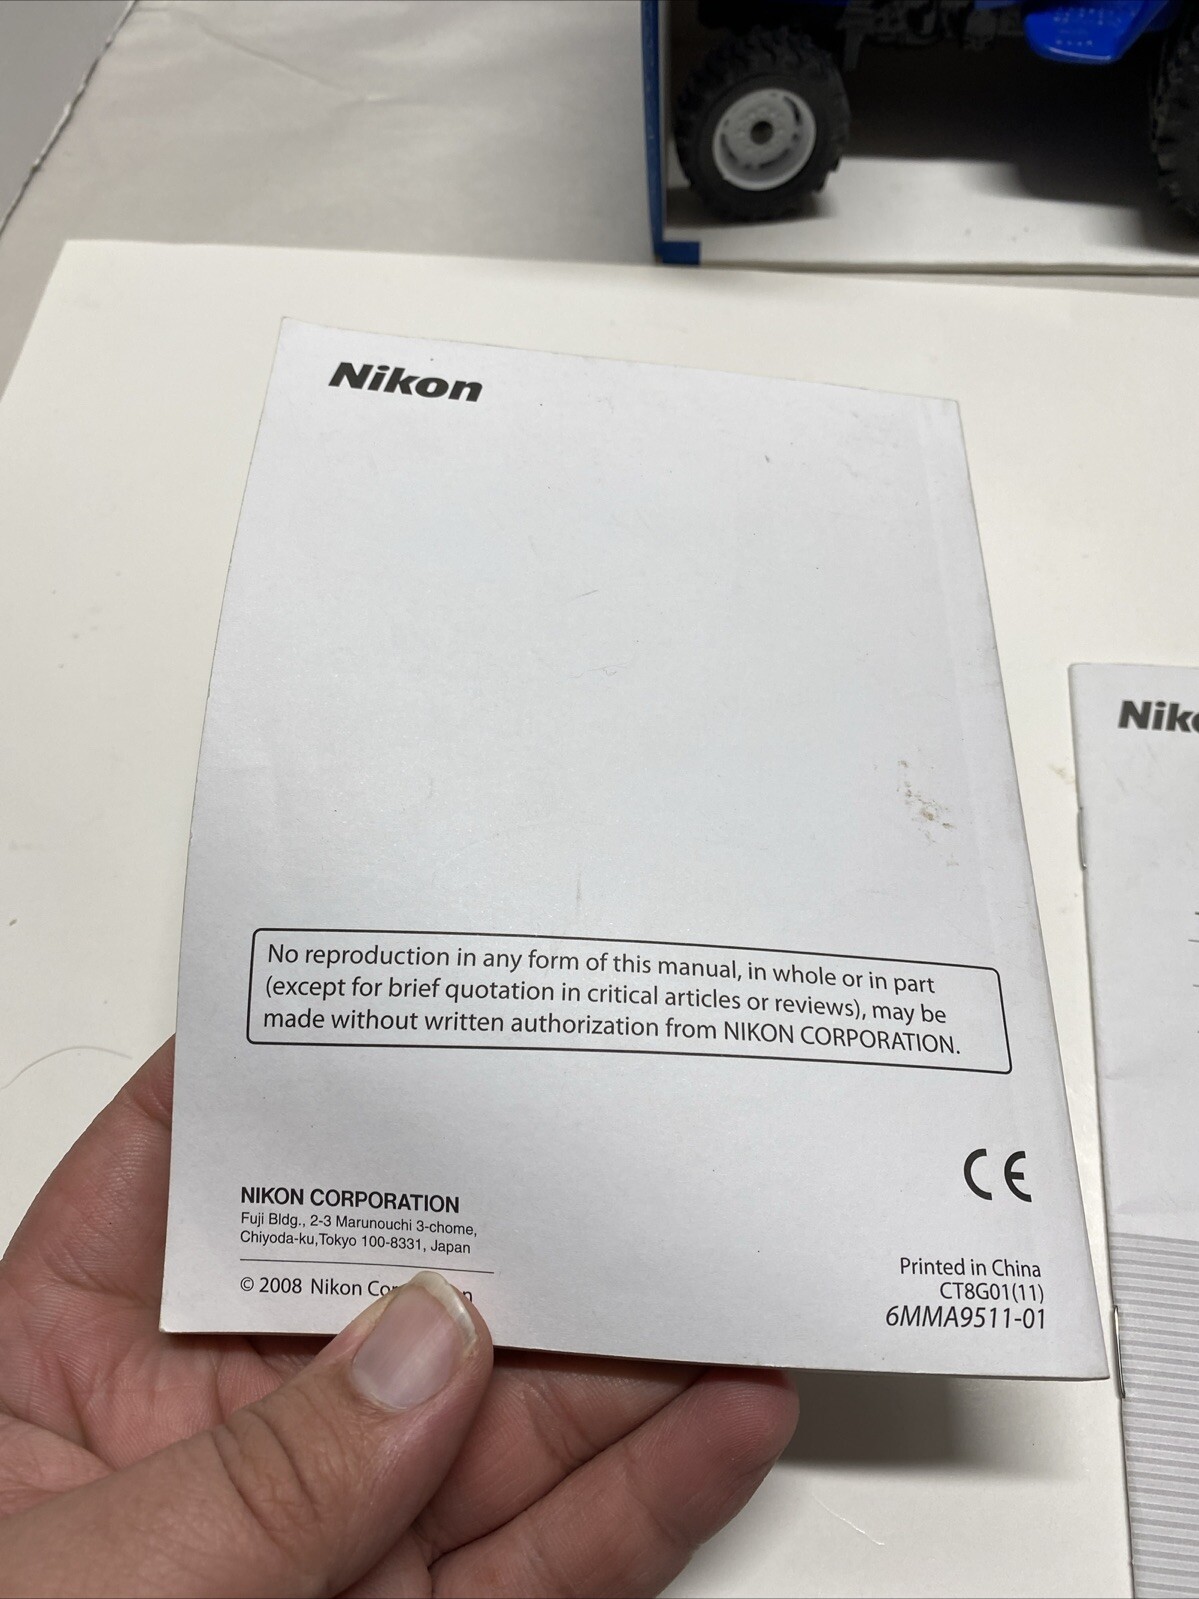 Nikon
No reproduction in any form of this manual, in whole or in part
(except for brief quotation in critical articles or reviews), may be
made without written authorization from NIKON CORPORATION.
CE
NIKON CORPORATION
Fuji Bldg., 2-3 Marunouchi 3-chome,
Chiyoda-ku,Tokyo 100-8331, Japan
© 2008 Nikon
Printed in China
CT8G01(11)
6MMA9511-01